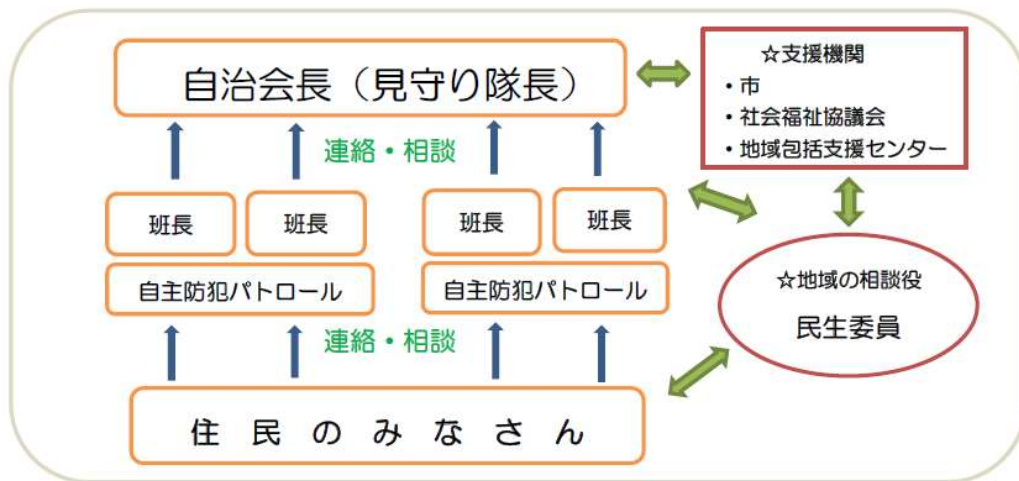 自治会長（見守り隊長）
☆支援機関
・市
・社会福祉協議会
・地域包括支援センター
連絡・相談
班長
班長
班長
班長
自主防犯パトロール
自主防犯パトロール
☆地域の相談役
民生委員
連絡・相談
住民のみなさん